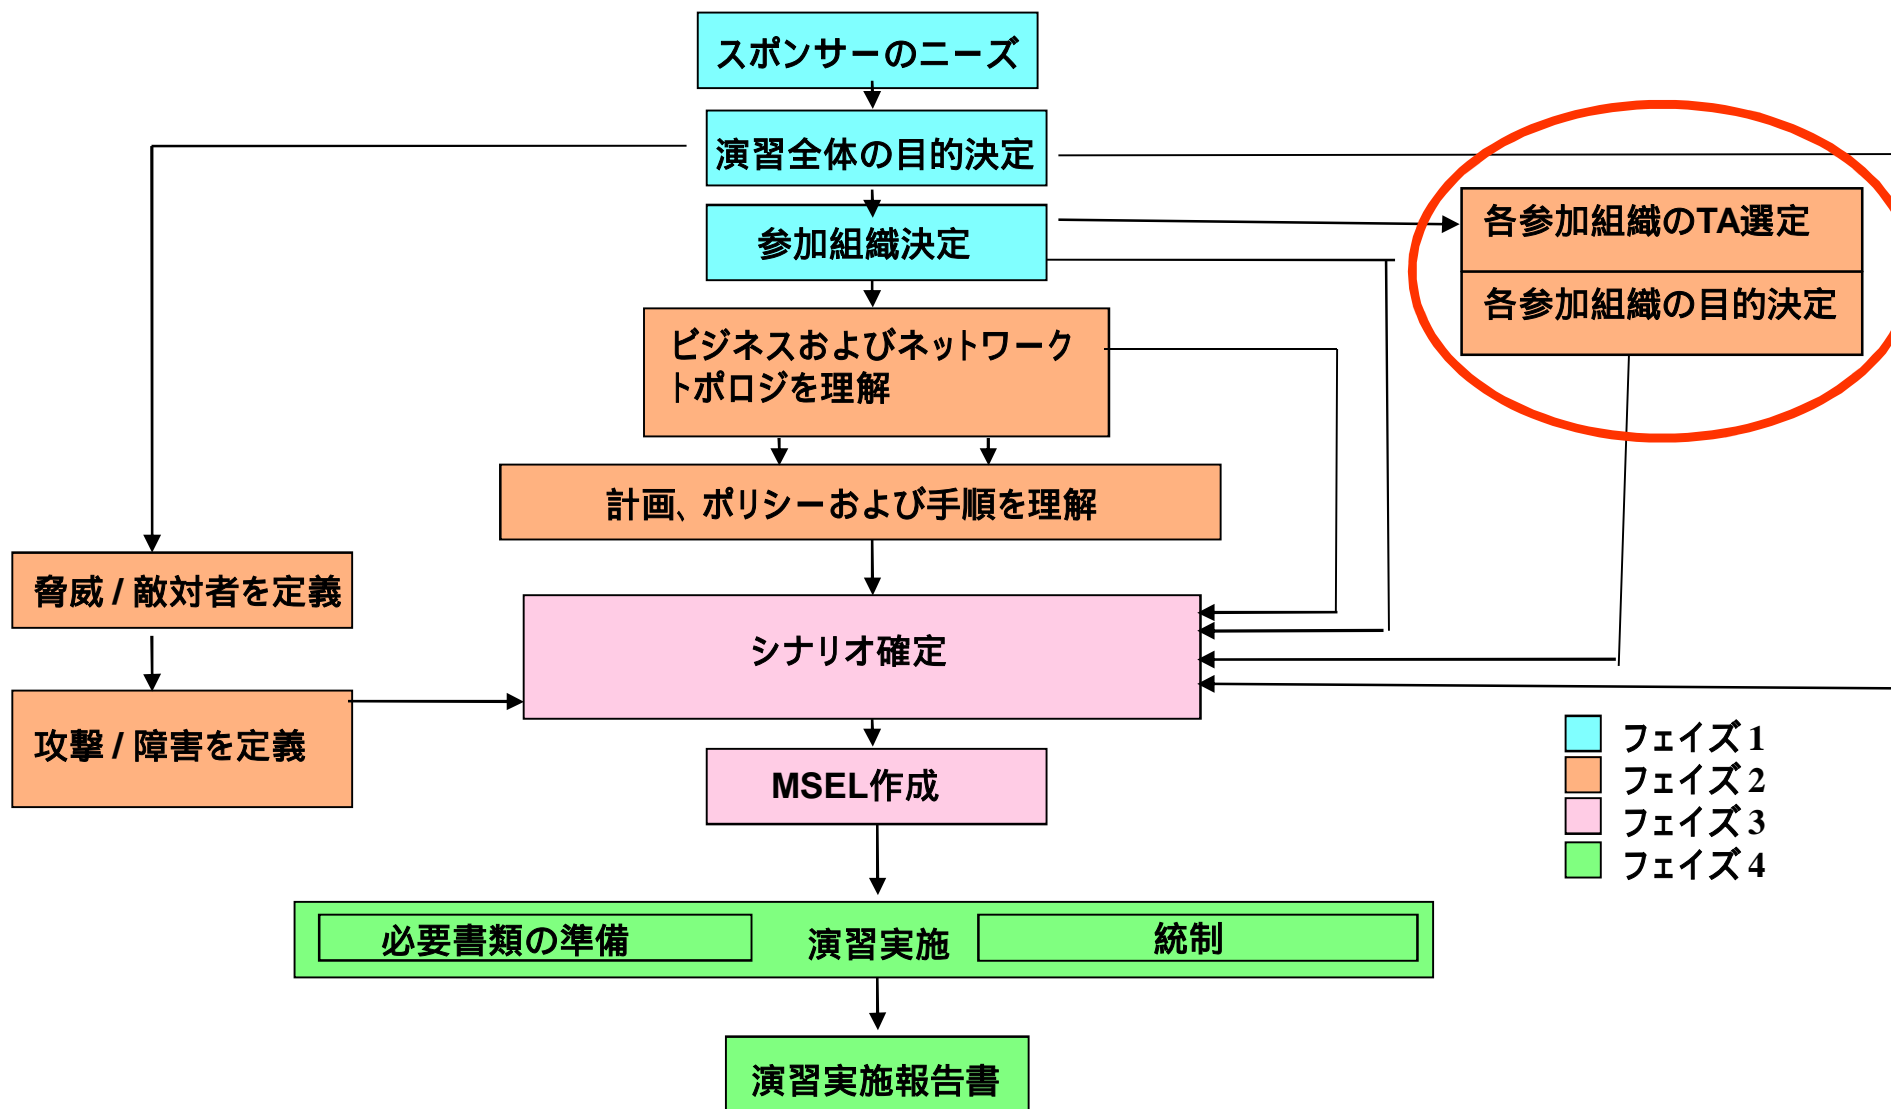 スポンサーのニーズ
演習全体の目的決定
参加組織決定
各参加組織のTA選定
各参加組織の目的決定
ビジネスおよびネットワーク
トポロジを理解
計画、ポリシーおよび手順を理解
脅威 / 敵対者を定義
シナリオ確定
攻撃 / 障害を定義
MSEL作成
フェイズ 1
フェイズ 2
フェイズ 3
フェイズ 4
必要書類の準備
演習実施
統制
演習実施報告書